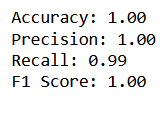 Accuracy: 1.00
Precision: 1.00
Recall: 0.99
F1 Score: 1.00